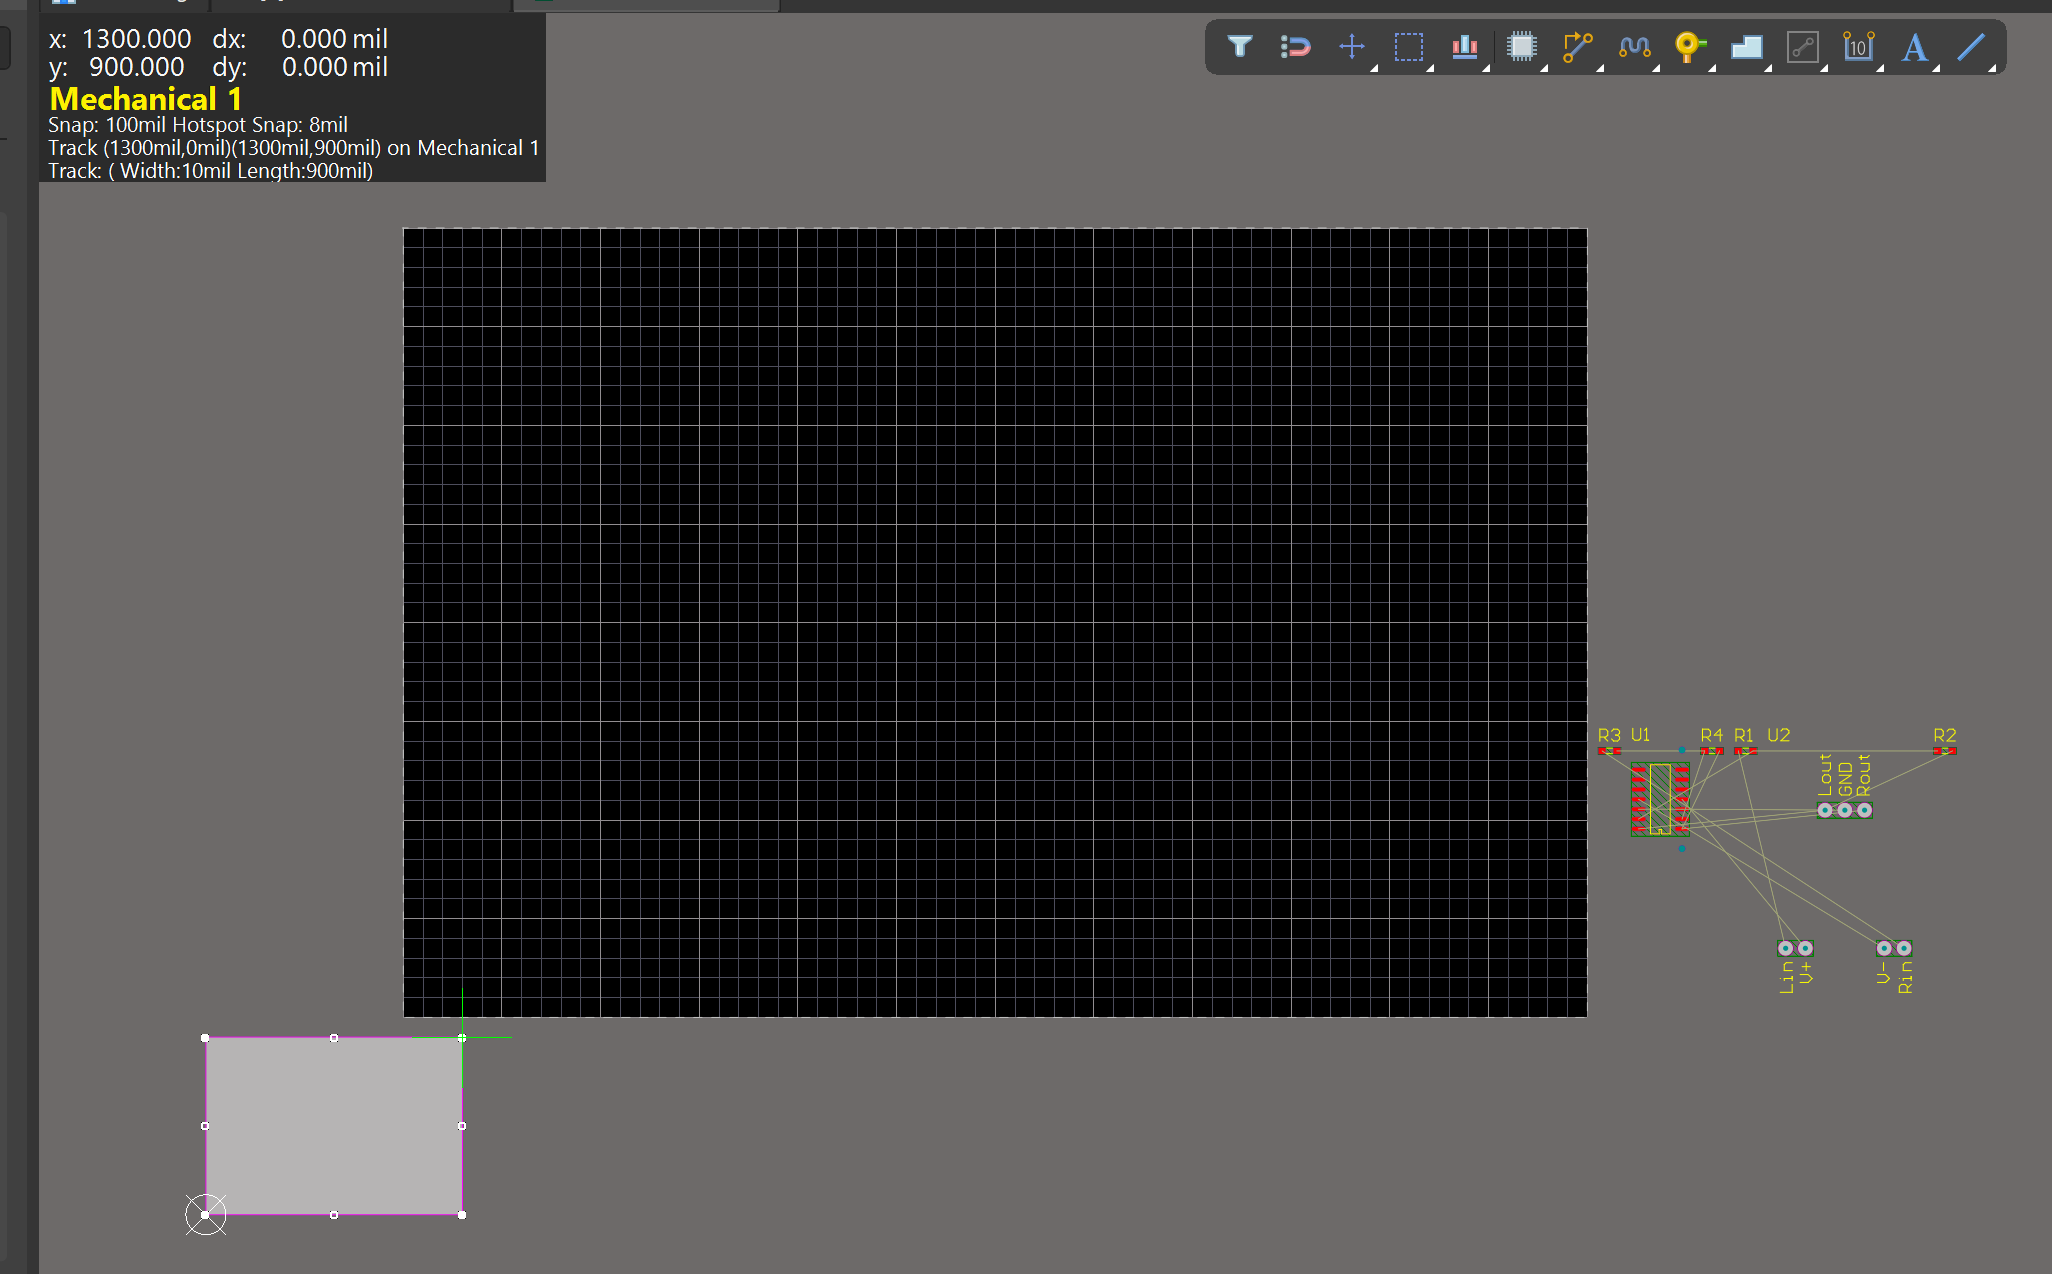 x: 1300.000 dx: 0.000 mil
y: 900.000 dy: 0.000 mil
Mechanical 1
Snap: 100mil Hotspot Snap: 8mil
Track (1300mil,0mil)(1300mil,900mil) on Mechanical 1
Track: ( Width:10mil Length:900mil)
10
A
R3 U1 R4 R1 U2 R2
Lout
GND
Rout
Lin
V+
V-
Rin